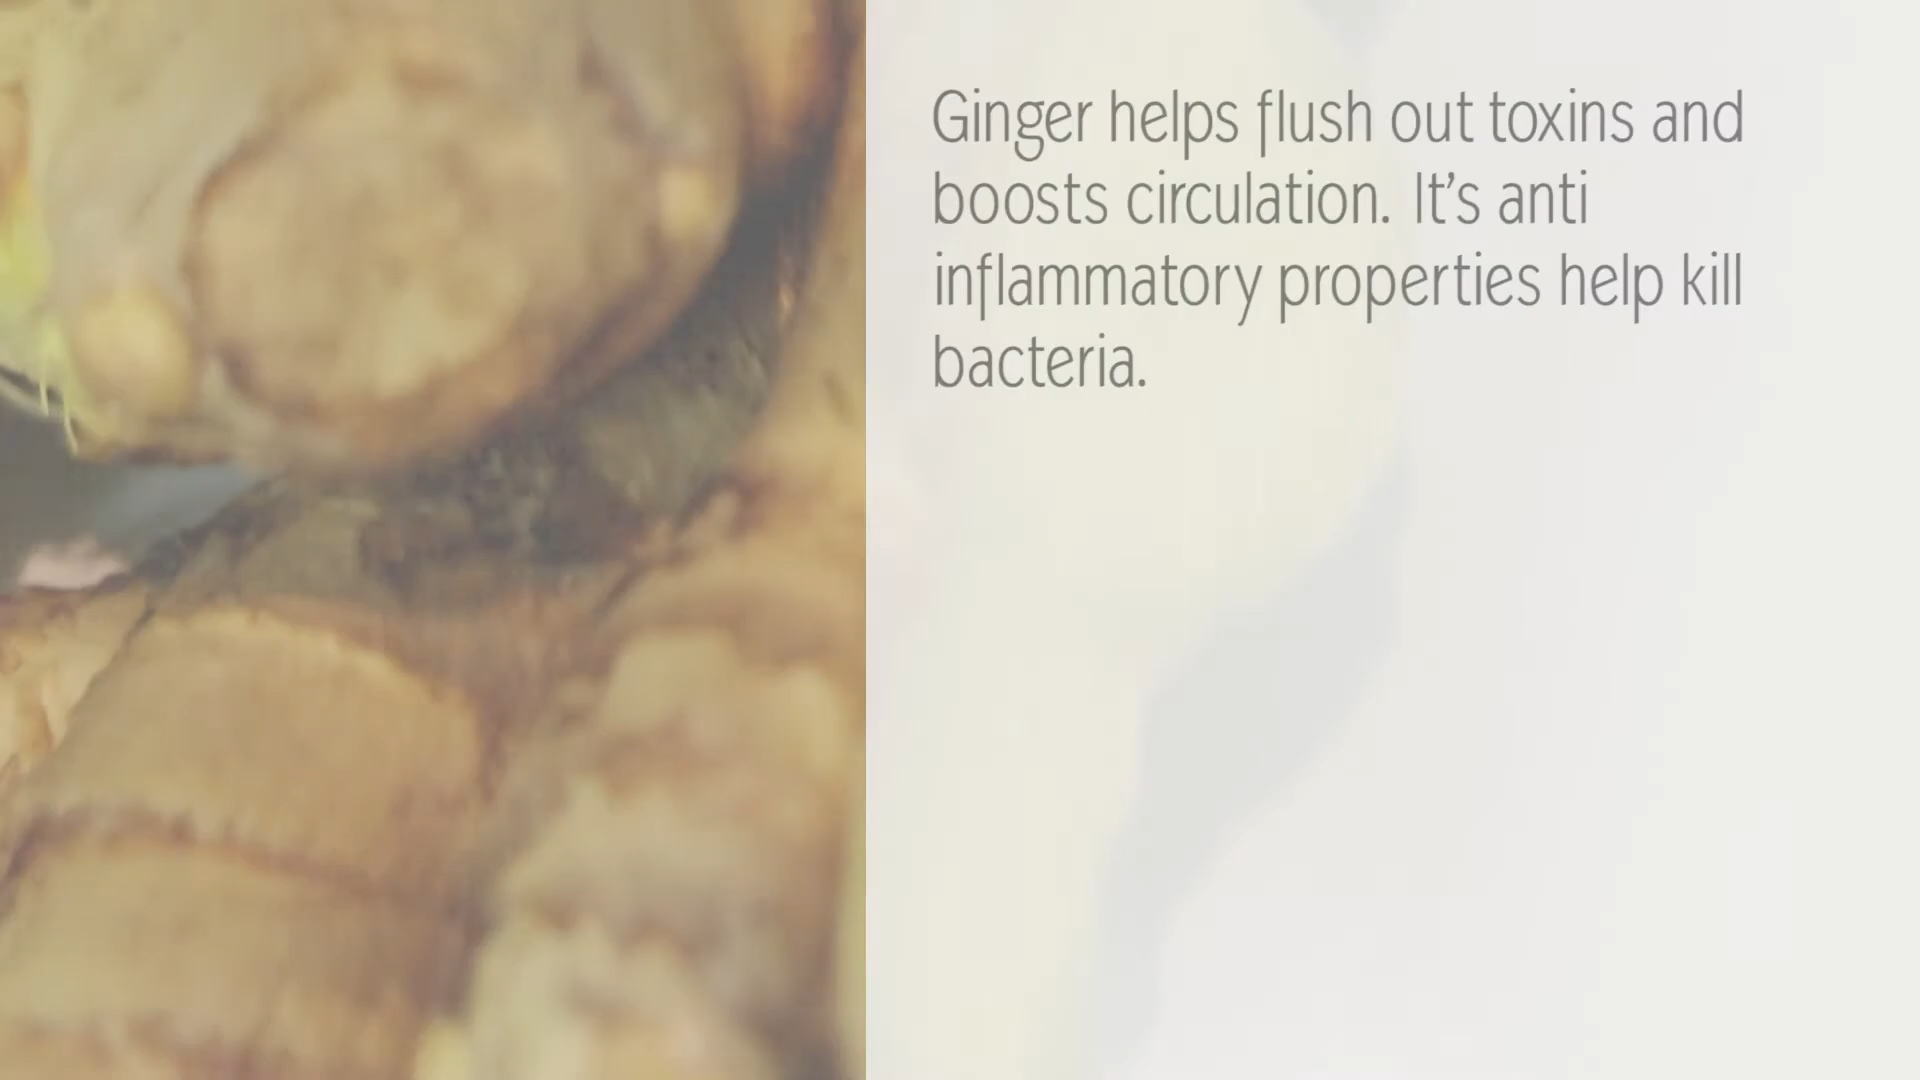 Ginger helps flush out toxins and
boosts circulation. It’s anti
inflammatory properties help kill
bacteria.